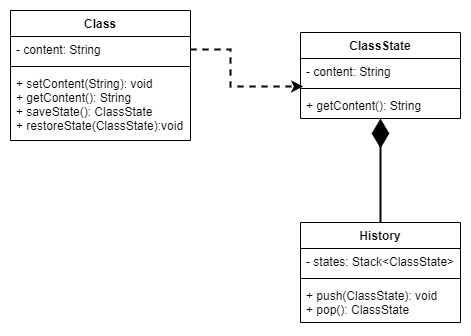 Class
- content: String
+ setContent(String): void
+ getContent(): String
+ saveState(): ClassState
+ restoreState(ClassState):void
ClassState
- content: String
+ getContent(): String
History
- states: Stack<ClassState>
+ push(ClassState): void
+ pop(): ClassState